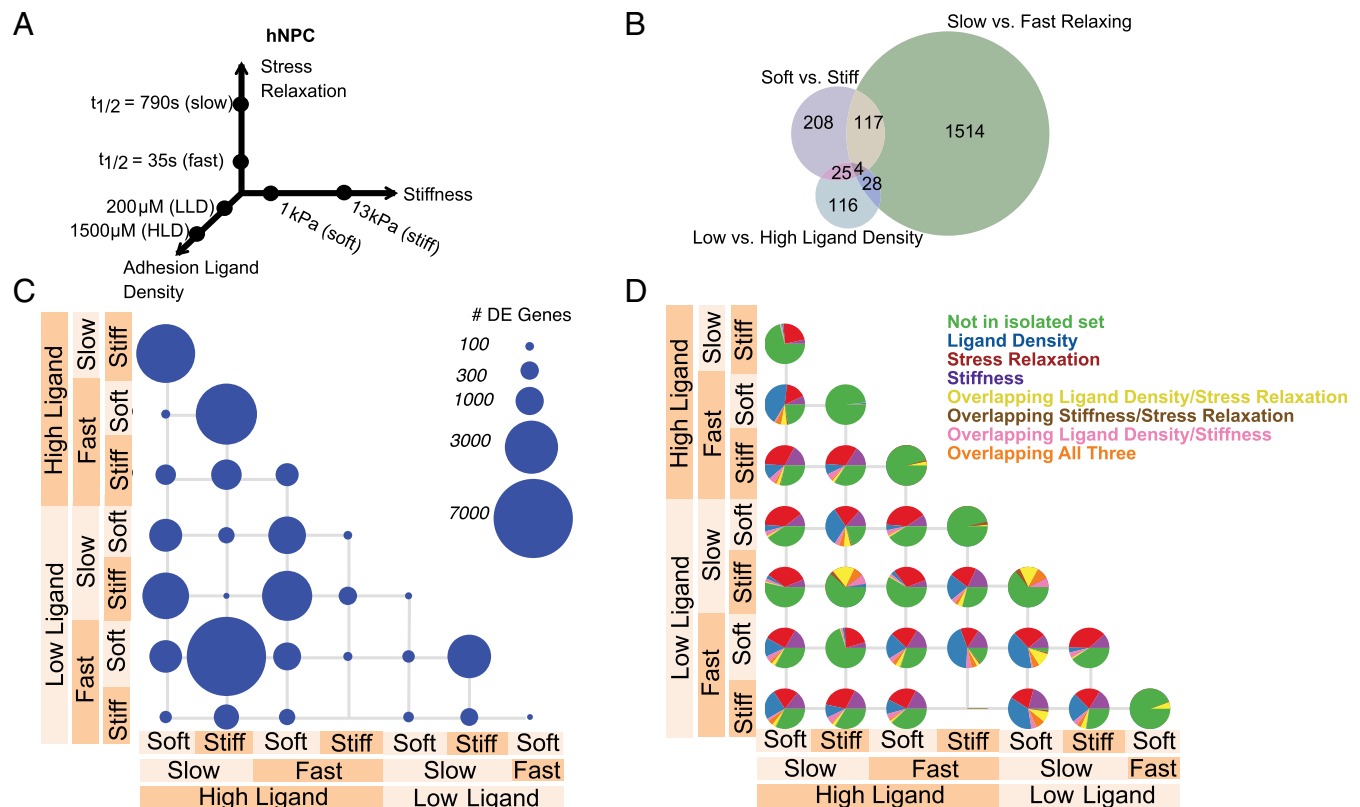 A
hNPC
Stress
Relaxation
t1/2 = 790s (slow)
t1/2 = 35s (fast)
Stiffness
200µM (LLD)
1500µM (HLD)
1kPa (soft)
13kPa (stiff)
Adhesion Ligand
Density
B
Slow vs. Fast Relaxing
Soft vs. Stiff
208
117
1514
25
4
28
116
Low vs. High Ligand Density
C
# DE Genes
100
300
1000
3000
7000
High Ligand
Slow
Stiff
Fast
Soft
Stiff
Low Ligand
Slow
Soft
Stiff
Fast
Soft
Stiff
Soft Stiff Soft Stiff Soft Stiff Soft
Slow Fast Slow Fast
High Ligand Low Ligand
D
Not in isolated set
Ligand Density
Stress Relaxation
Stiffness
Overlapping Ligand Density/Stress Relaxation
Overlapping Stiffness/Stress Relaxation
Overlapping Ligand Density/Stiffness
Overlapping All Three
High Ligand
Slow
Stiff
Fast
Soft
Stiff
Low Ligand
Slow
Soft
Stiff
Fast
Soft
Stiff
Soft Stiff Soft Stiff Soft Stiff Soft
Slow Fast Slow Fast
High Ligand Low Ligand